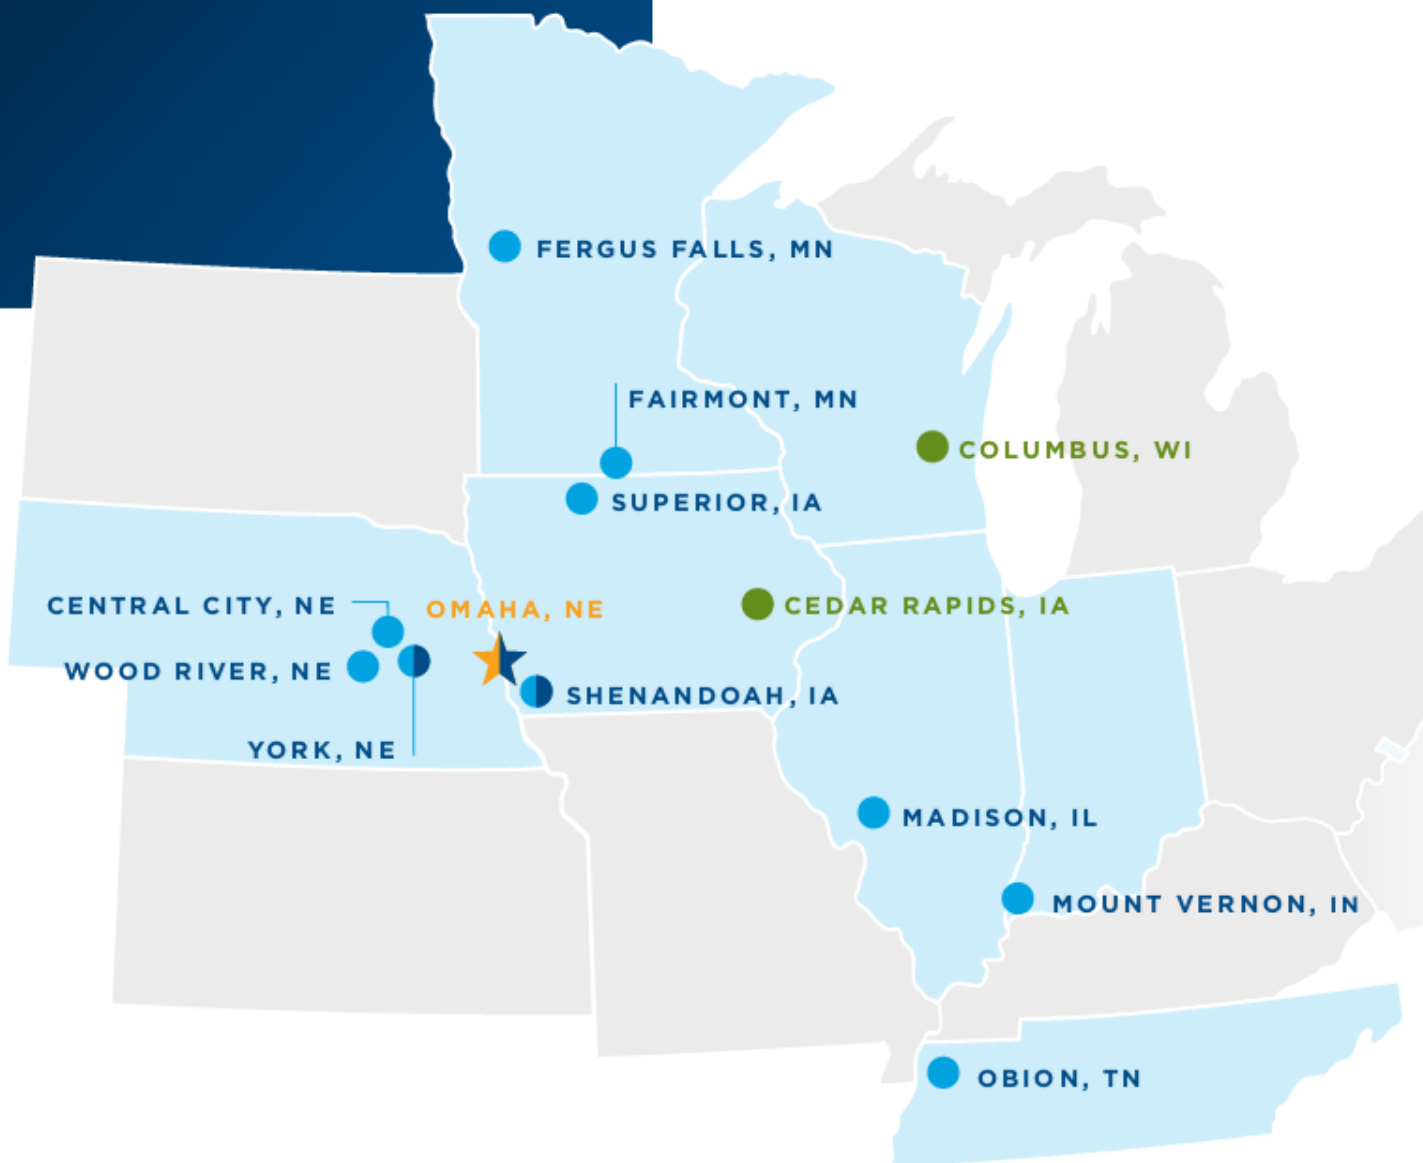 FERGUS FALLS, MN
FAIRMONT, MN
COLUMBUS, WI
SUPERIOR, IA
CENTRAL CITY, NE
OMAHA, NE
CEDAR RAPIDS, IA
WOOD RIVER, NE
SHENANDOAH, IA
YORK, NE
MADISON, IL
MOUNT VERNON, IN
OBION, TN